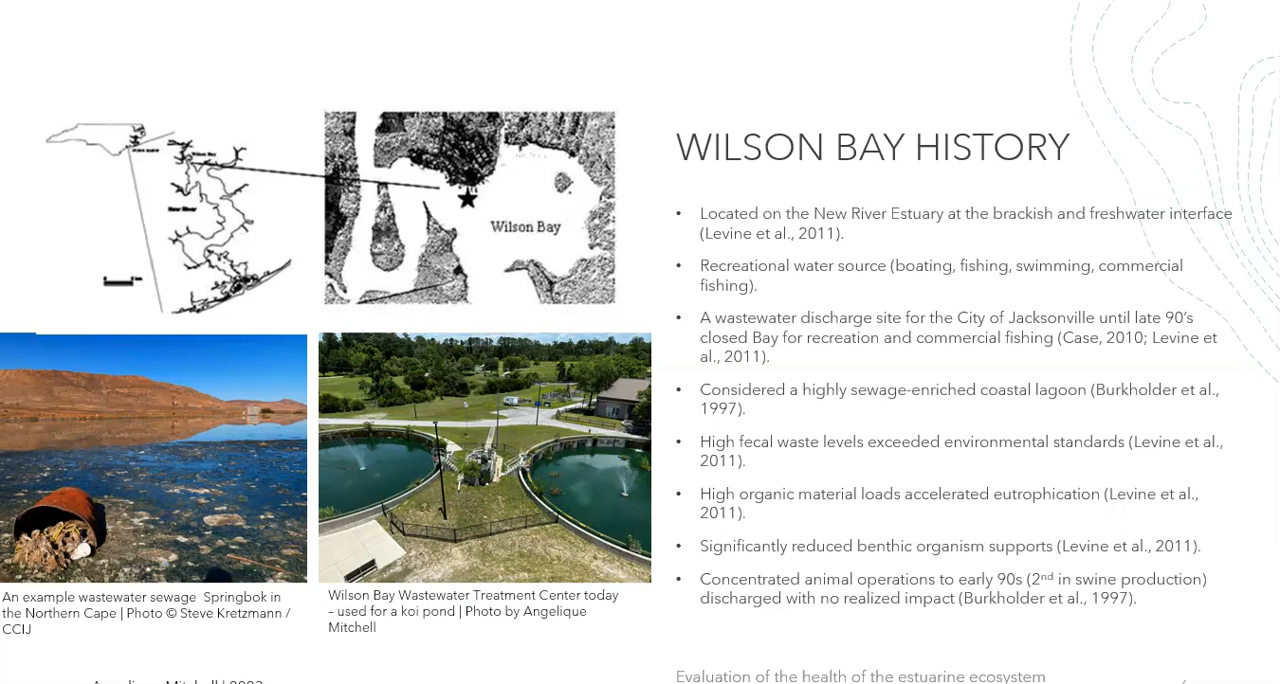 WILSON BAY HISTORY
• Located on the New River Estuary at the brackish and freshwater interface
(Levine et al., 2011).
• Recreational water source (boating, fishing, swimming, commercial
fishing).
• A wastewater discharge site for the City of Jacksonville until late 90’s
closed Bay for recreation and commercial fishing (Case, 2010; Levine et
al., 2011).
• Considered a highly sewage-enriched coastal lagoon (Burkholder et al.,
1997).
• High fecal waste levels exceeded environmental standards (Levine et al.,
2011).
• High organic material loads accelerated eutrophication (Levine et al.,
2011).
• Significantly reduced benthic organism supports (Levine et al., 2011).
• Concentrated animal operations to early 90s (2nd in swine production)
discharged with no realized impact (Burkholder et al., 1997).
Wilson Bay
New River
Wilson Bay
An example wastewater sewage Springbok in
the Northern Cape | Photo © Steve Kretzmann /
CCIJ
Wilson Bay Wastewater Treatment Center today
– used for a koi pond | Photo by Angelique
Mitchell
Angelique Mitchell | 2023
Evaluation of the health of the estuarine ecosystem